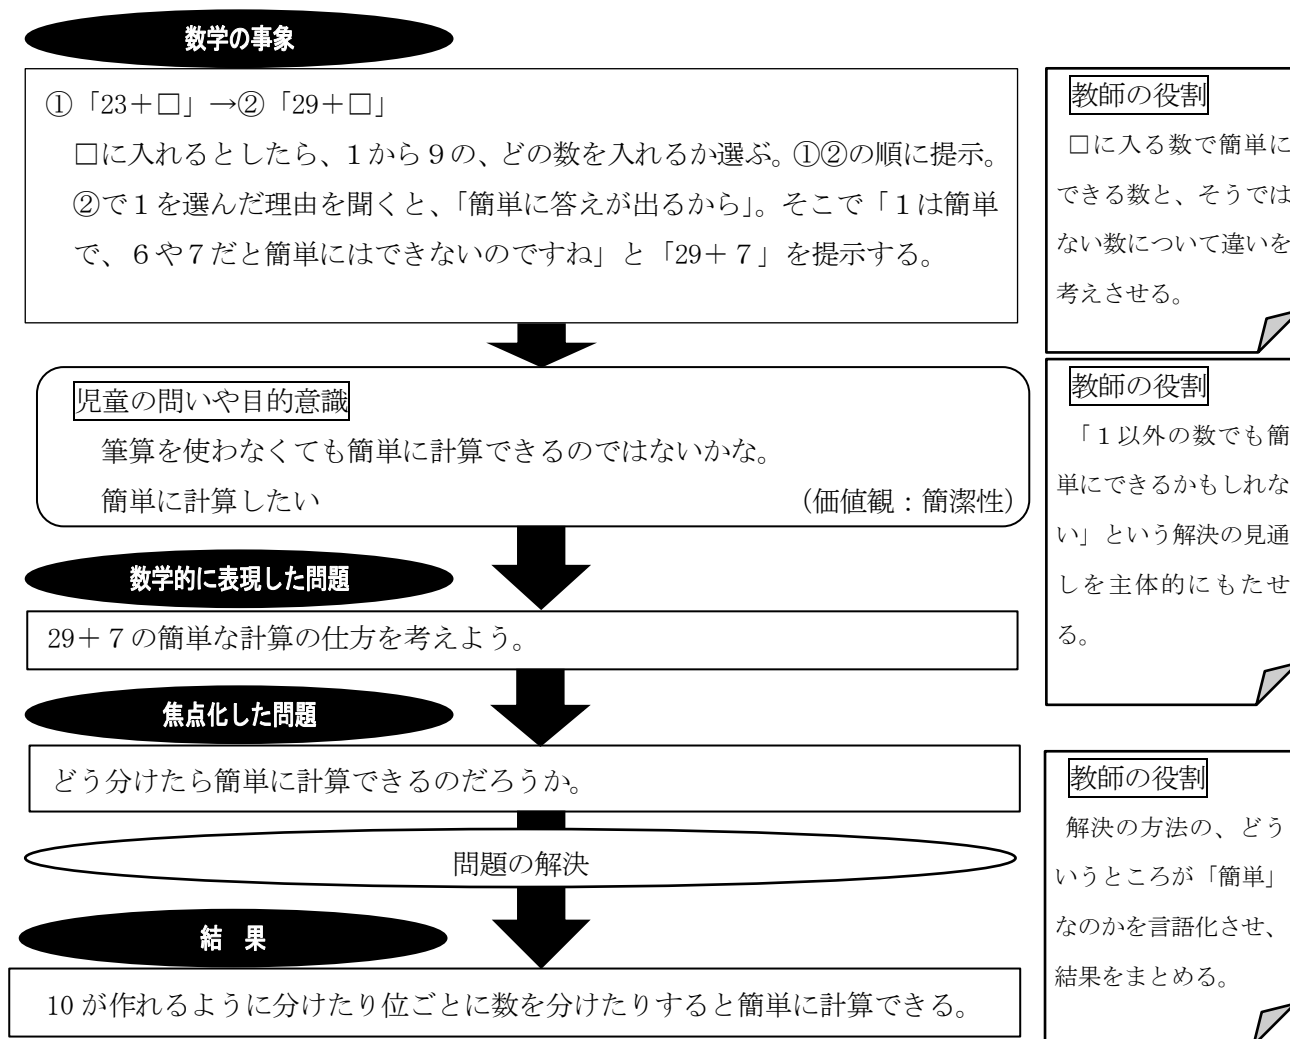 数学の事象
①「23＋□」→②「29＋□」
□に入れるとしたら、１から９の、どの数を入れるか選ぶ。①②の順に提示。
②で１を選んだ理由を聞くと、「簡単に答えが出るから」。そこで「１は簡単
で、６や７だと簡単にはできないのですね」と「29＋７」を提示する。
教師の役割
□に入る数で簡単に
できる数と、そうでは
ない数について違いを
考えさせる。
児童の問いや目的意識
筆算を使わなくても簡単に計算できるのではないかな。
簡単に計算したい （価値観：簡潔性）
教師の役割
「１以外の数でも簡
単にできるかもしれな
い」という解決の見通
しを主体的にもたせ
る。
数学的に表現した問題
29＋７の簡単な計算の仕方を考えよう。
焦点化した問題
どう分けたら簡単に計算できるのだろうか。
問題の解決
教師の役割
解決の方法の、どう
いうところが「簡単」
なのかを言語化させ、
結果をまとめる。
結　果
10が作れるように分けたり位ごとに数を分けたりすると簡単に計算できる。